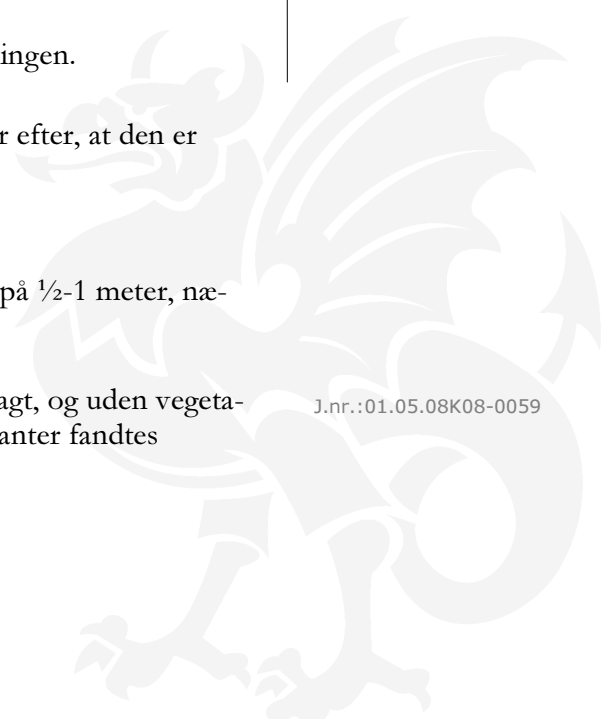 ingen.
r efter, at den er
på ½-1 meter, næ-
agt, og uden vegeta-
anter fandtes
J.nr.:01.05.08K08-0059